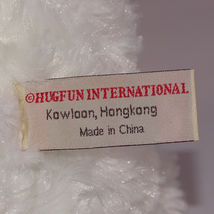 ©HUGFUN INTERNATIONAL
Kowloon, Hongkong
Made in China